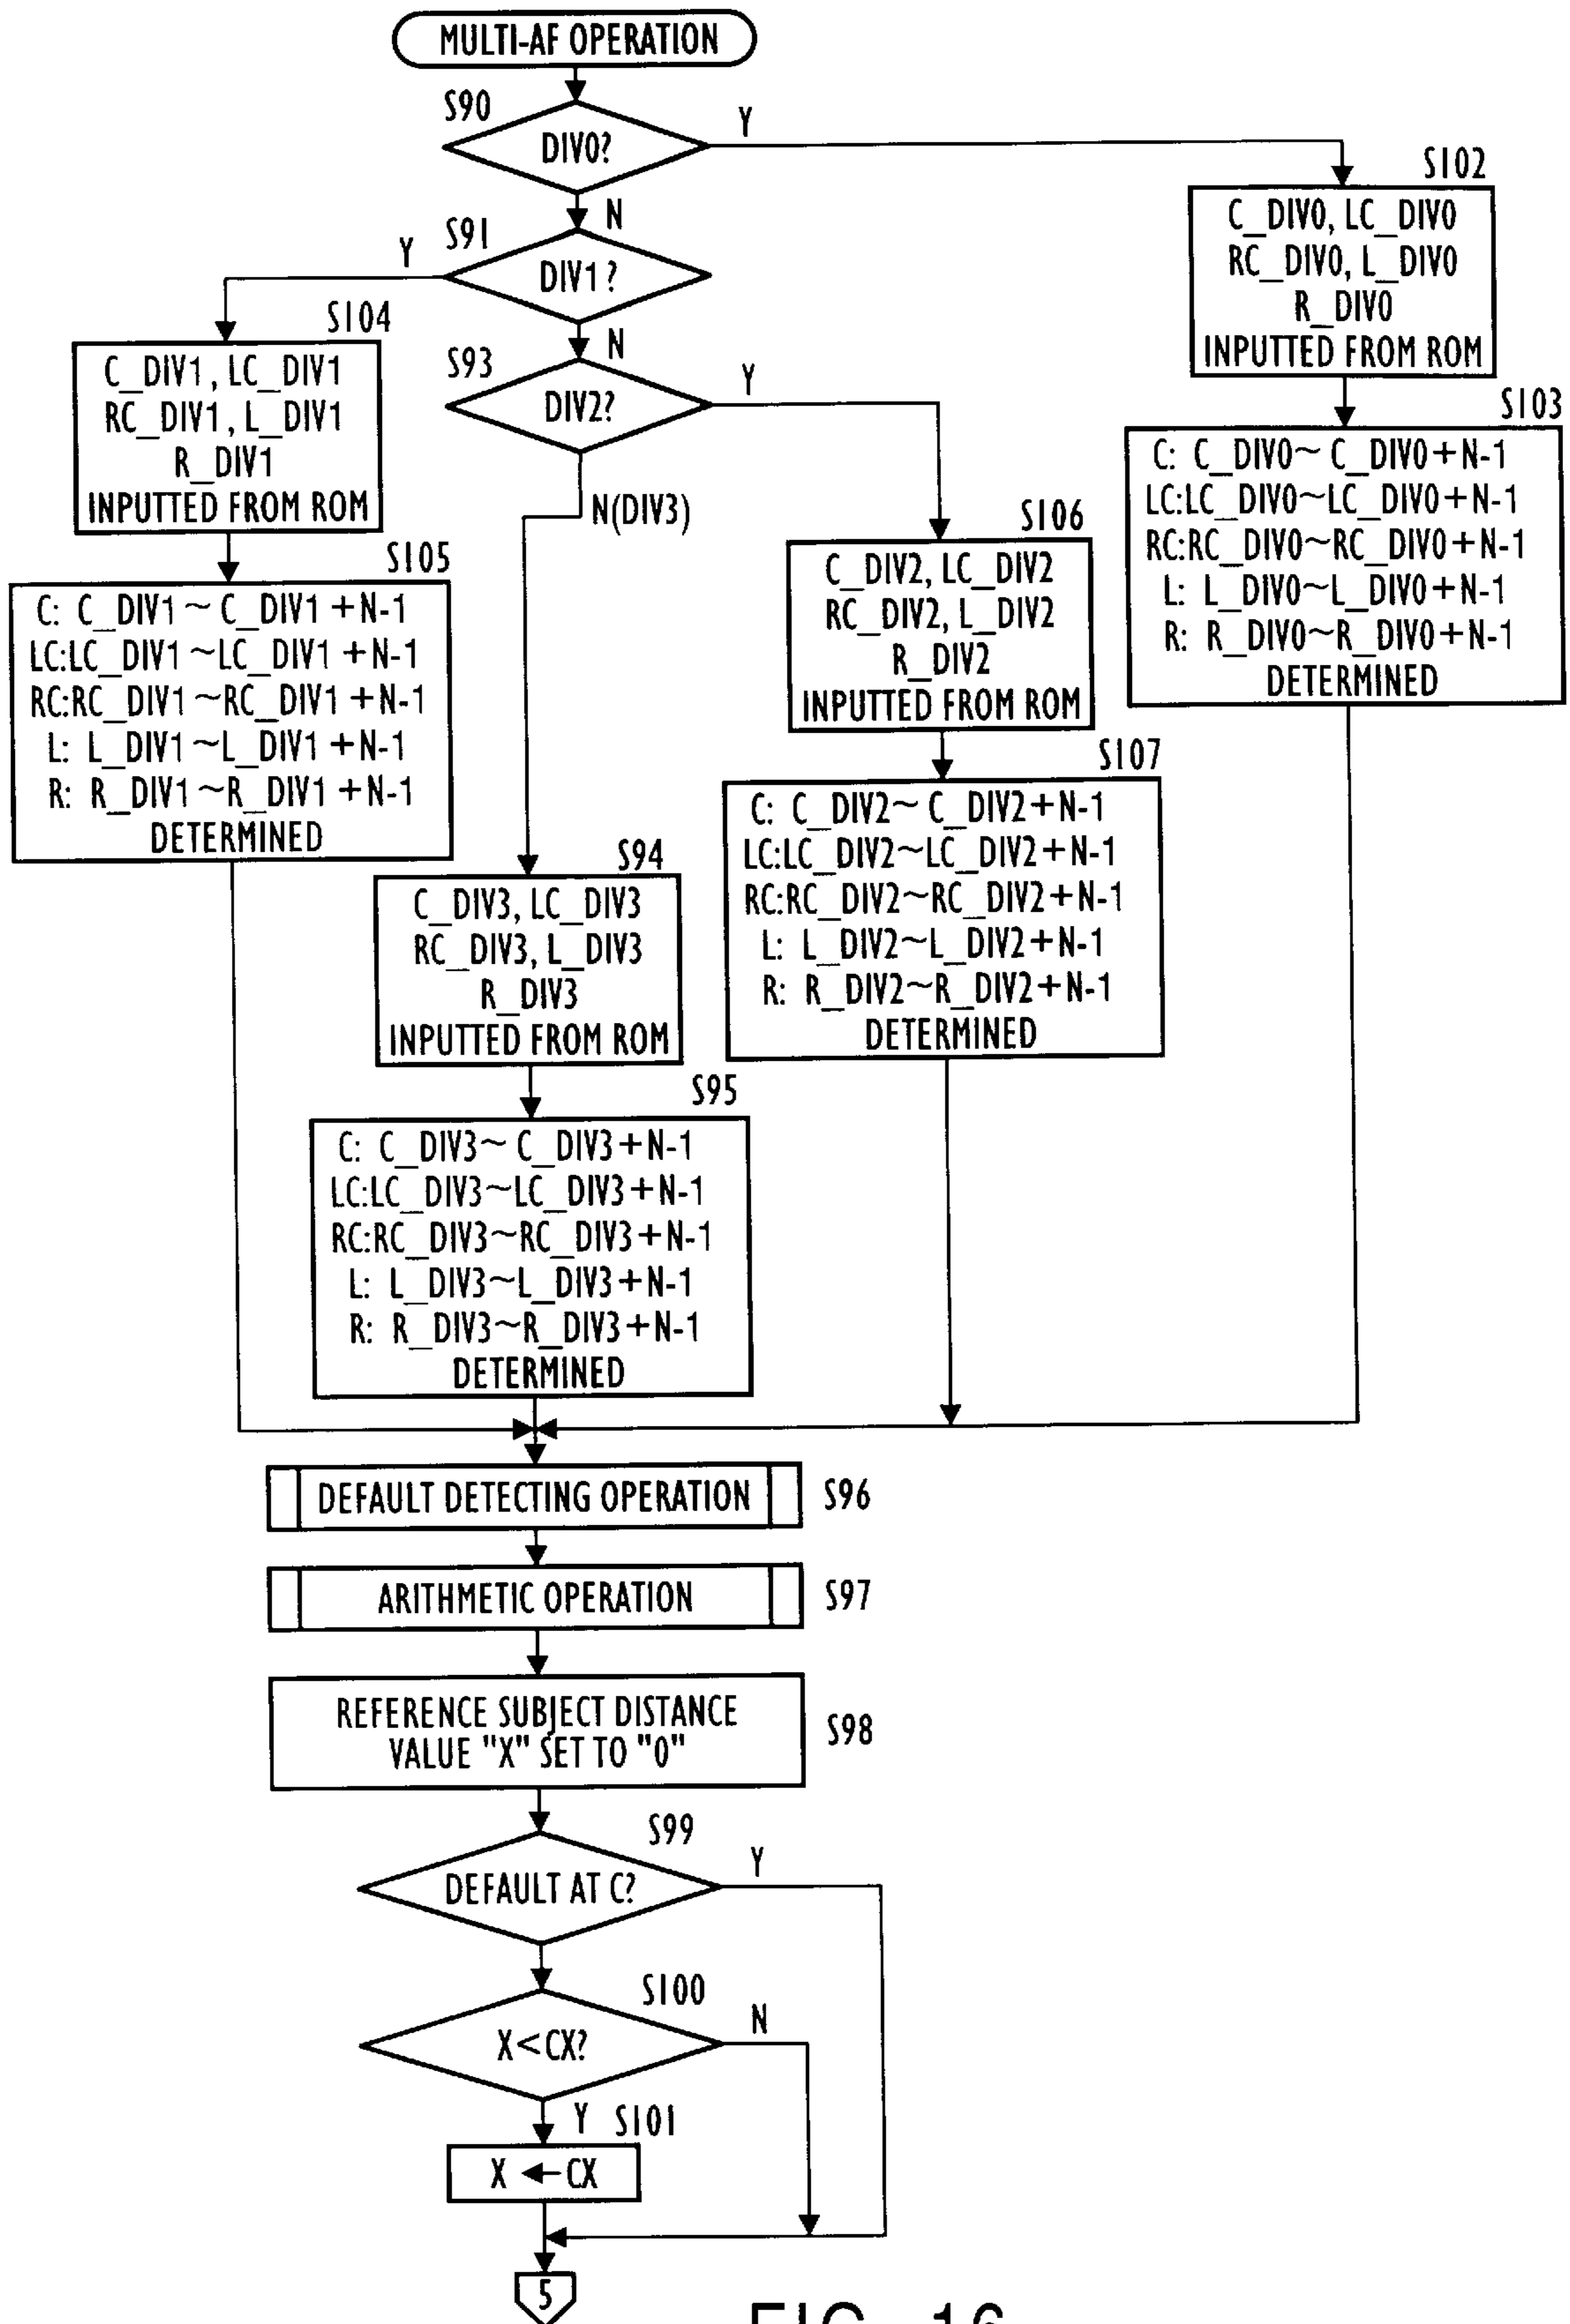 MULTI-AF OPERATION
S90
DIV0?
Y
N
S102
C_DIV0, LC_DIV0
RC_DIV0, L_DIV0
R_DIV0
INPUTTED FROM ROM
S91
DIV1?
Y
N
S104
C_DIV1, LC_DIV1
RC_DIV1, L_DIV1
R_DIV1
INPUTTED FROM ROM
S93
DIV2?
Y
N(DIV3)
S103
C: C_DIV0~ C_DIV0+N-1
LC:LC_DIV0~LC_DIV0+N-1
RC:RC_DIV0~RC_DIV0+N-1
L: L_DIV0~L_DIV0+N-1
R: R_DIV0~R_DIV0+N-1
DETERMINED
S105
C: C_DIV1~ C_DIV1+N-1
LC:LC_DIV1~LC_DIV1+N-1
RC:RC_DIV1~RC_DIV1+N-1
L: L_DIV1~L_DIV1+N-1
R: R_DIV1~R_DIV1+N-1
DETERMINED
S106
C_DIV2, LC_DIV2
RC_DIV2, L_DIV2
R_DIV2
INPUTTED FROM ROM
S107
C: C_DIV2~ C_DIV2+N-1
LC:LC_DIV2~LC_DIV2+N-1
RC:RC_DIV2~RC_DIV2+N-1
L: L_DIV2~L_DIV2+N-1
R: R_DIV2~R_DIV2+N-1
DETERMINED
S94
C_DIV3, LC_DIV3
RC_DIV3, L_DIV3
R_DIV3
INPUTTED FROM ROM
S95
C: C_DIV3~ C_DIV3+N-1
LC:LC_DIV3~LC_DIV3+N-1
RC:RC_DIV3~RC_DIV3+N-1
L: L_DIV3~L_DIV3+N-1
R: R_DIV3~R_DIV3+N-1
DETERMINED
DEFAULT DETECTING OPERATION
S96
ARITHMETIC OPERATION
S97
REFERENCE SUBJECT DISTANCE
VALUE "X" SET TO "0"
S98
S99
DEFAULT AT C?
Y
S100
X<CX?
N
Y
S101
X ← CX
5
FIG. 16